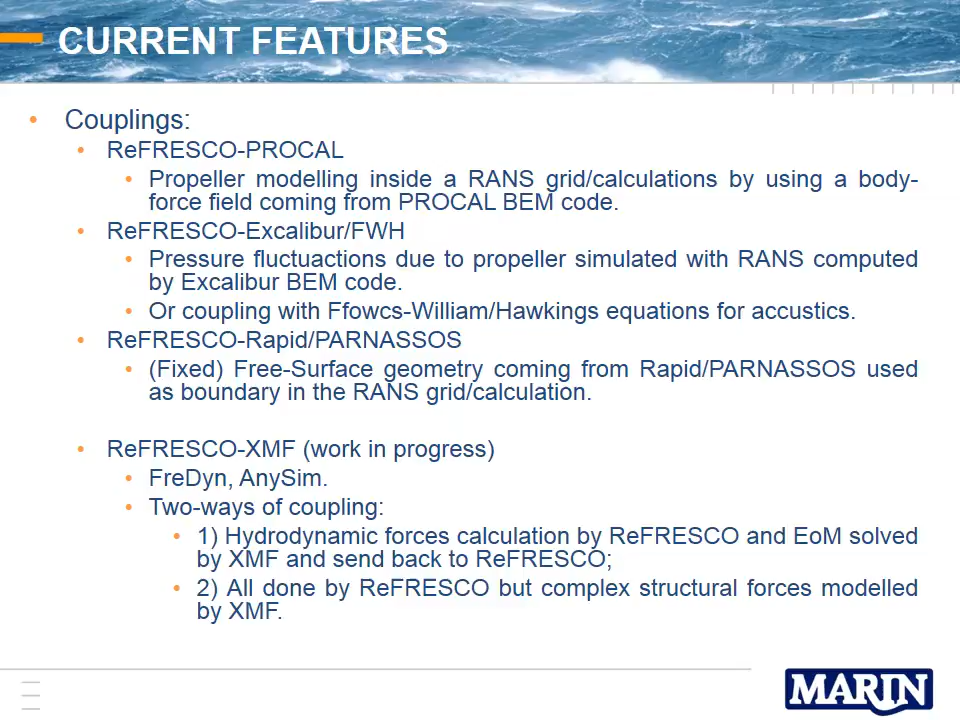 CURRENT FEATURES
• Couplings:
• ReFRESCO-PROCAL
• Propeller modelling inside a RANS grid/calculations by using a body-
force field coming from PROCAL BEM code.
• ReFRESCO-Excalibur/FWH
• Pressure fluctuactions due to propeller simulated with RANS computed
by Excalibur BEM code.
• Or coupling with Ffowcs-William/Hawkings equations for accustics.
• ReFRESCO-Rapid/PARNASSOS
• (Fixed) Free-Surface geometry coming from Rapid/PARNASSOS used
as boundary in the RANS grid/calculation.
• ReFRESCO-XMF (work in progress)
• FreDyn, AnySim.
• Two-ways of coupling:
• 1) Hydrodynamic forces calculation by ReFRESCO and EoM solved
by XMF and send back to ReFRESCO;
• 2) All done by ReFRESCO but complex structural forces modelled
by XMF.
MARIN